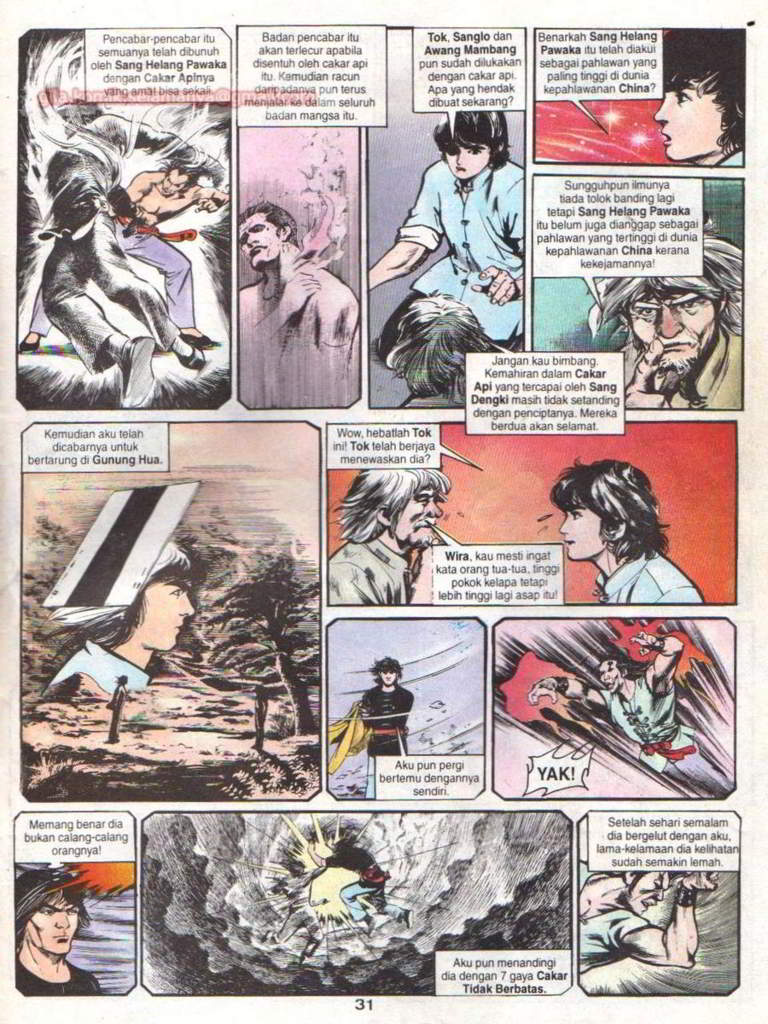 Pencabar-pencabar itu
semuanya telah dibunuh
oleh Sang Helang Pawaka
dengan Cakar Apinya
yang amat bisa sekali.
Badan pencabar itu
akan terlecur apabila
disentuh oleh cakar api
itu. Kemudian racun
daripadanya pun terus
menjalar ke dalam seluruh
badan mangsa itu.
Tok, Sanglo dan
Awang Mambang
pun sudah dilukakan
dengan cakar api.
Apa yang hendak
dibuat sekarang?
Benarkah Sang Helang
Pawaka itu telah diakui
sebagai pahlawan yang
paling tinggi di dunia
kepahlawanan China?
Sungguhpun ilmunya
tiada tolok banding lagi
tetapi Sang Helang Pawaka
itu belum juga dianggap sebagai
pahlawan yang tertinggi di dunia
kepahlawanan China kerana
kekejamannya!
Jangan kau bimbang.
Kemahiran dalam Cakar
Api yang tercapai oleh Sang
Dengki masih tidak setanding
dengan penciptanya. Mereka
berdua akan selamat.
Kemudian aku telah
dicabarnya untuk
bertarung di Gunung Hua.
Wow, hebatlah Tok
ini! Tok telah berjaya
menewaskan dia?
Wira, kau mesti ingat
kata orang tua-tua, tinggi
pokok kelapa tetapi
lebih tinggi lagi asap itu!
Aku pun pergi
bertemu dengannya
sendiri.
YAK!
Memang benar dia
bukan calang-calang
orangnya!
Aku pun menandingi
dia dengan 7 gaya Cakar
Tidak Berbatas.
Setelah sehari semalam
dia bergelut dengan aku,
lama-kelamaan dia kelihatan
sudah semakin lemah.
31